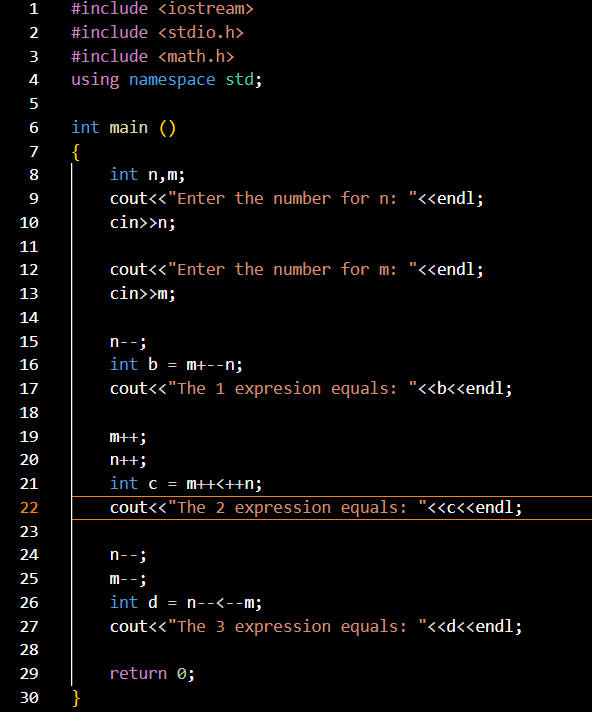 1 #include <iostream>
2 #include <stdio.h>
3 #include <math.h>
4 using namespace std;
5
6 int main ()
7 {
8 int n,m;
9 cout<<"Enter the number for n: "<<endl;
10 cin>>n;
11
12 cout<<"Enter the number for m: "<<endl;
13 cin>>m;
14
15 n--;
16 int b = m+--n;
17 cout<<"The 1 expresion equals: "<<b<<endl;
18
19 m++;
20 n++;
21 int c = m++<++n;
22 cout<<"The 2 expression equals: "<<c<<endl;
23
24 n--;
25 m--;
26 int d = n--<--m;
27 cout<<"The 3 expression equals: "<<d<<endl;
28
29 return 0;
30 }